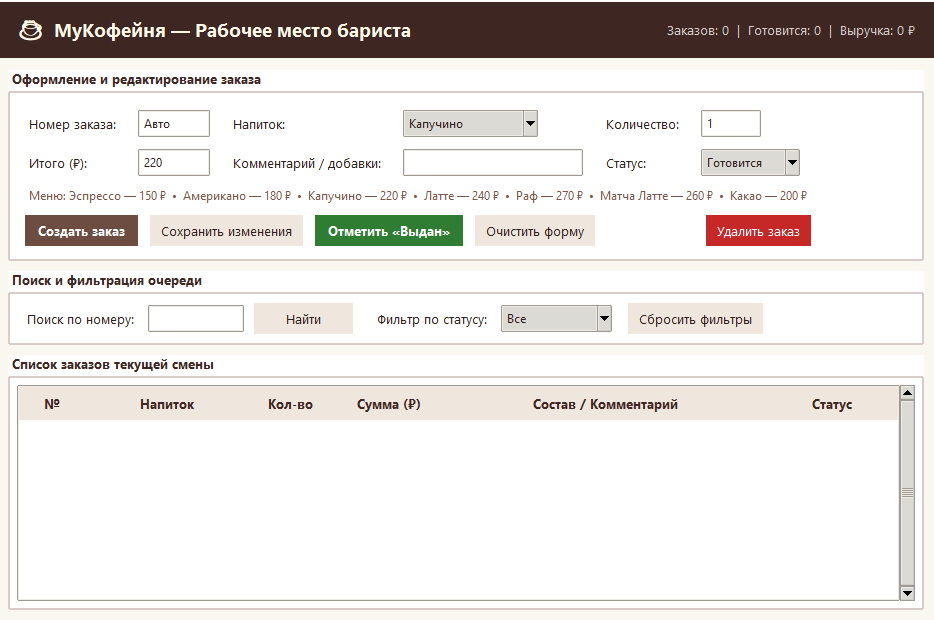 МуКофейня — Рабочее место бариста
Заказов: 0 | Готовится: 0 | Выручка: 0 ₽
Оформление и редактирование заказа
Номер заказа: Авто Напиток: Капучино Количество: 1
Итого (₽): 220 Комментарий / добавки: Статус: Готовится
Меню: Эспрессо — 150 ₽ • Американо — 180 ₽ • Капучино — 220 ₽ • Латте — 240 ₽ • Раф — 270 ₽ • Матча Латте — 260 ₽ • Какао — 200 ₽
Создать заказ Сохранить изменения Отметить «Выдан» Очистить форму Удалить заказ
Поиск и фильтрация очереди
Поиск по номеру: Найти Фильтр по статусу: Все Сбросить фильтры
Список заказов текущей смены
№ Напиток Кол-во Сумма (₽) Состав / Комментарий Статус